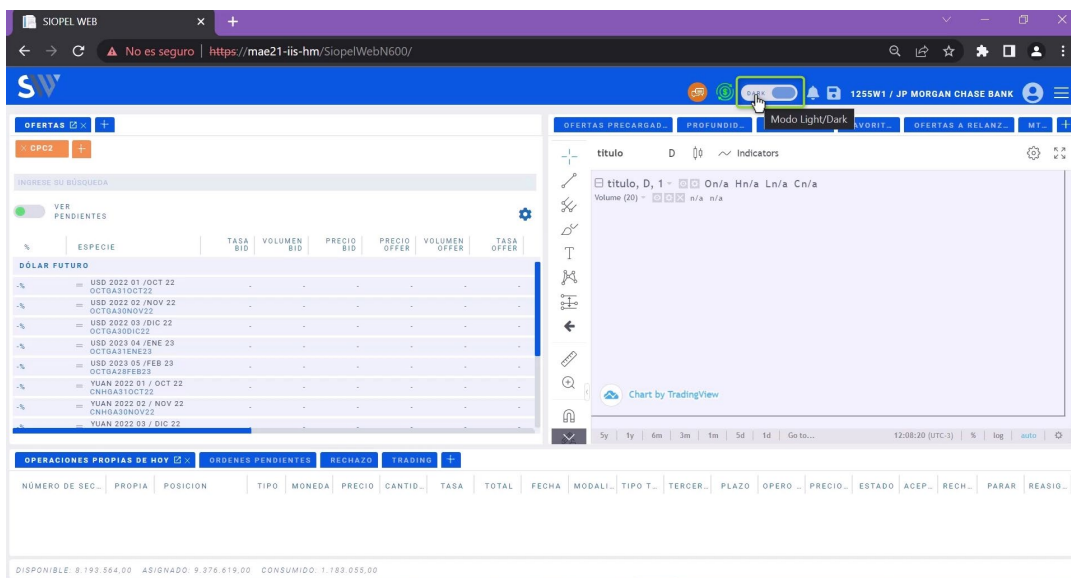 SIOPEL WEB
No es seguro | https://mae21-iis-hm/SiopelWebN600/
SW
DARK
1255W1 / JP MORGAN CHASE BANK
Modo Light/Dark
OFERTAS
CPC2
INGRESE SU BÚSQUEDA
VER PENDIENTES
% ESPECIE TASA BID VOLUMEN BID PRECIO BID PRECIO OFFER VOLUMEN OFFER TASA OFFER
DÓLAR FUTURO
-% USD 2022 01 /OCT 22 - - - - - -
OCTGA31OCT22
-% USD 2022 02 /NOV 22 - - - - - -
OCTGA30NOV22
-% USD 2022 03 /DIC 22 - - - - - -
OCTGA30DIC22
-% USD 2023 04 /ENE 23 - - - - - -
OCTGA31ENE23
-% USD 2023 05 /FEB 23 - - - - - -
OCTGA28FEB23
-% YUAN 2022 01 / OCT 22 - - - - - -
CNHGA31OCT22
-% YUAN 2022 02 / NOV 22 - - - - - -
CNHGA30NOV22
-% YUAN 2022 03 / DIC 22 - - - - - -
OFERTAS PRECARGAD… PROFUNDID… AVORIT… OFERTAS A RELANZ… MT…
titulo D Indicators
titulo, D, 1 On/a Hn/a Ln/a Cn/a
Volume (20) n/a n/a
T
Chart by TradingView
5y 1y 6m 3m 1m 5d 1d Go to... 12:08:20 (UTC-3) % log auto
OPERACIONES PROPIAS DE HOY ORDENES PENDIENTES RECHAZO TRADING
NÚMERO DE SEC… PROPIA POSICION TIPO MONEDA PRECIO CANTID… TASA TOTAL FECHA MODALI… TIPO T… TERCER… PLAZO OPERO … PRECIO… ESTADO ACEP… RECH… PARAR REASIG…
DISPONIBLE: 8.193.564,00 ASIGNADO: 9.376.619,00 CONSUMIDO: 1.183.055,00